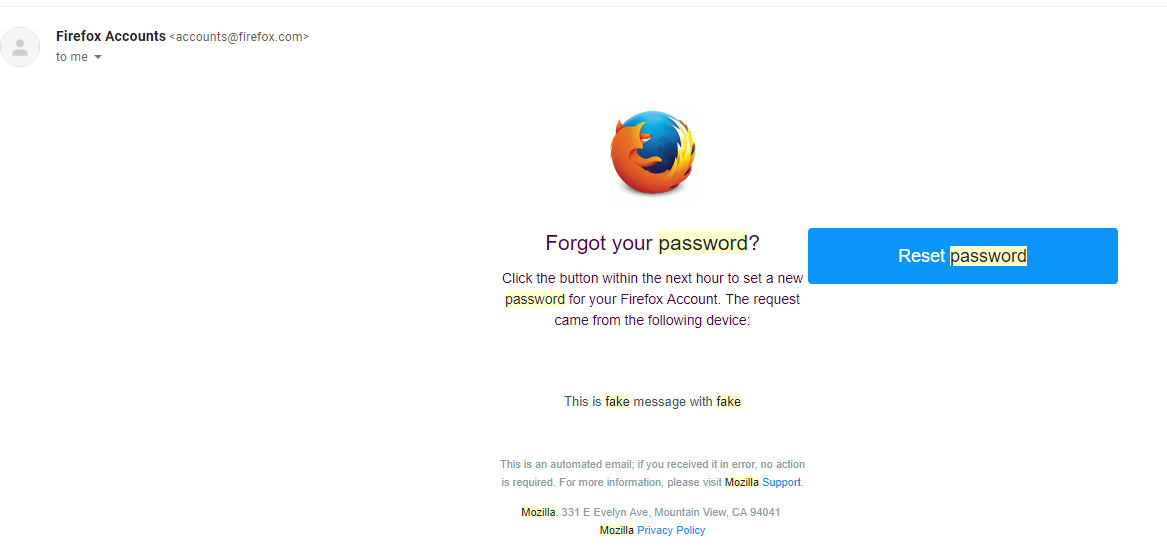 Firefox Accounts <accounts@firefox.com>
to me
Forgot your password?
Reset password
Click the button within the next hour to set a new
password for your Firefox Account. The request
came from the following device:
This is fake message with fake
This is an automated email; if you received it in error, no action
is required. For more information, please visit Mozilla Support.
Mozilla. 331 E Evelyn Ave, Mountain View, CA 94041
Mozilla Privacy Policy